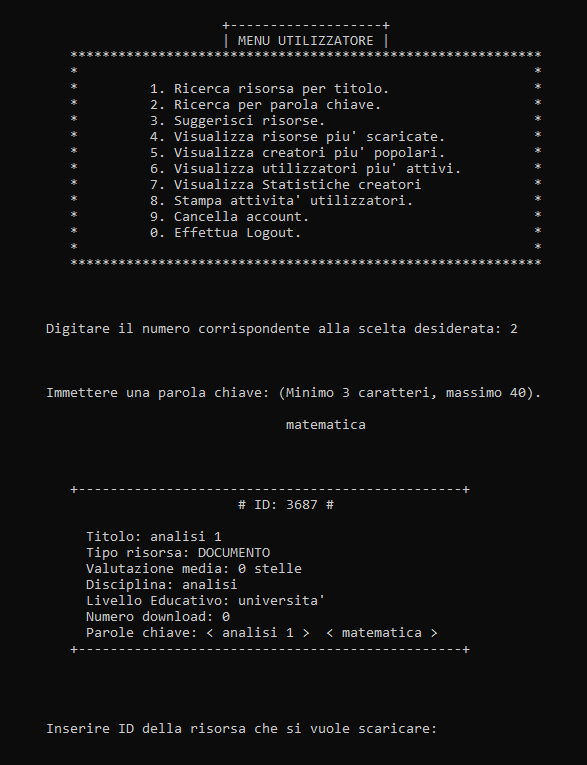 +-------------------+
| MENU UTILIZZATORE |
***********************************************************
* *
* 1. Ricerca risorsa per titolo. *
* 2. Ricerca per parola chiave. *
* 3. Suggerisci risorse. *
* 4. Visualizza risorse piu' scaricate. *
* 5. Visualizza creatori piu' popolari. *
* 6. Visualizza utilizzatori piu' attivi. *
* 7. Visualizza Statistiche creatori *
* 8. Stampa attivita' utilizzatori. *
* 9. Cancella account. *
* 0. Effettua Logout. *
* *
***********************************************************
Digitare il numero corrispondente alla scelta desiderata: 2
Immettere una parola chiave: (Minimo 3 caratteri, massimo 40).
matematica
+------------------------------------------------+
# ID: 3687 #
Titolo: analisi 1
Tipo risorsa: DOCUMENTO
Valutazione media: 0 stelle
Disciplina: analisi
Livello Educativo: universita'
Numero download: 0
Parole chiave: < analisi 1 > < matematica >
+------------------------------------------------+
Inserire ID della risorsa che si vuole scaricare: